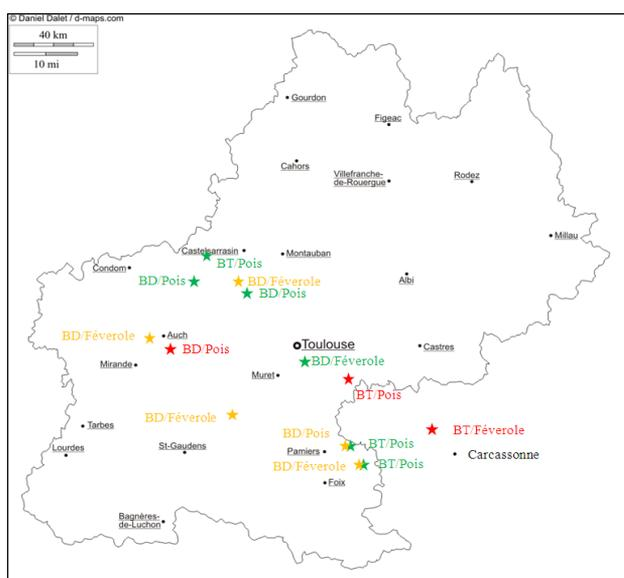 © Daniel Dalet / d-maps.com
40 km
10 mi
Gourdon
Figeac
Cahors
Villefranche-
de-Rouergue
Rodez
Millau
Castelsarrasin
Montauban
BT/Pois
Condom
Albi
BD/Pois
BD/Féverole
BD/Pois
BD/Féverole
Auch
BD/Pois
Toulouse
Castres
BD/Féverole
Mirande
Muret
BT/Pois
BD/Féverole
Tarbes
BT/Féverole
BD/Pois
BT/Pois
Lourdes
St-Gaudens
Pamiers
Carcassonne
BD/Féverole
BT/Pois
Foix
Bagnères-
de-Luchon